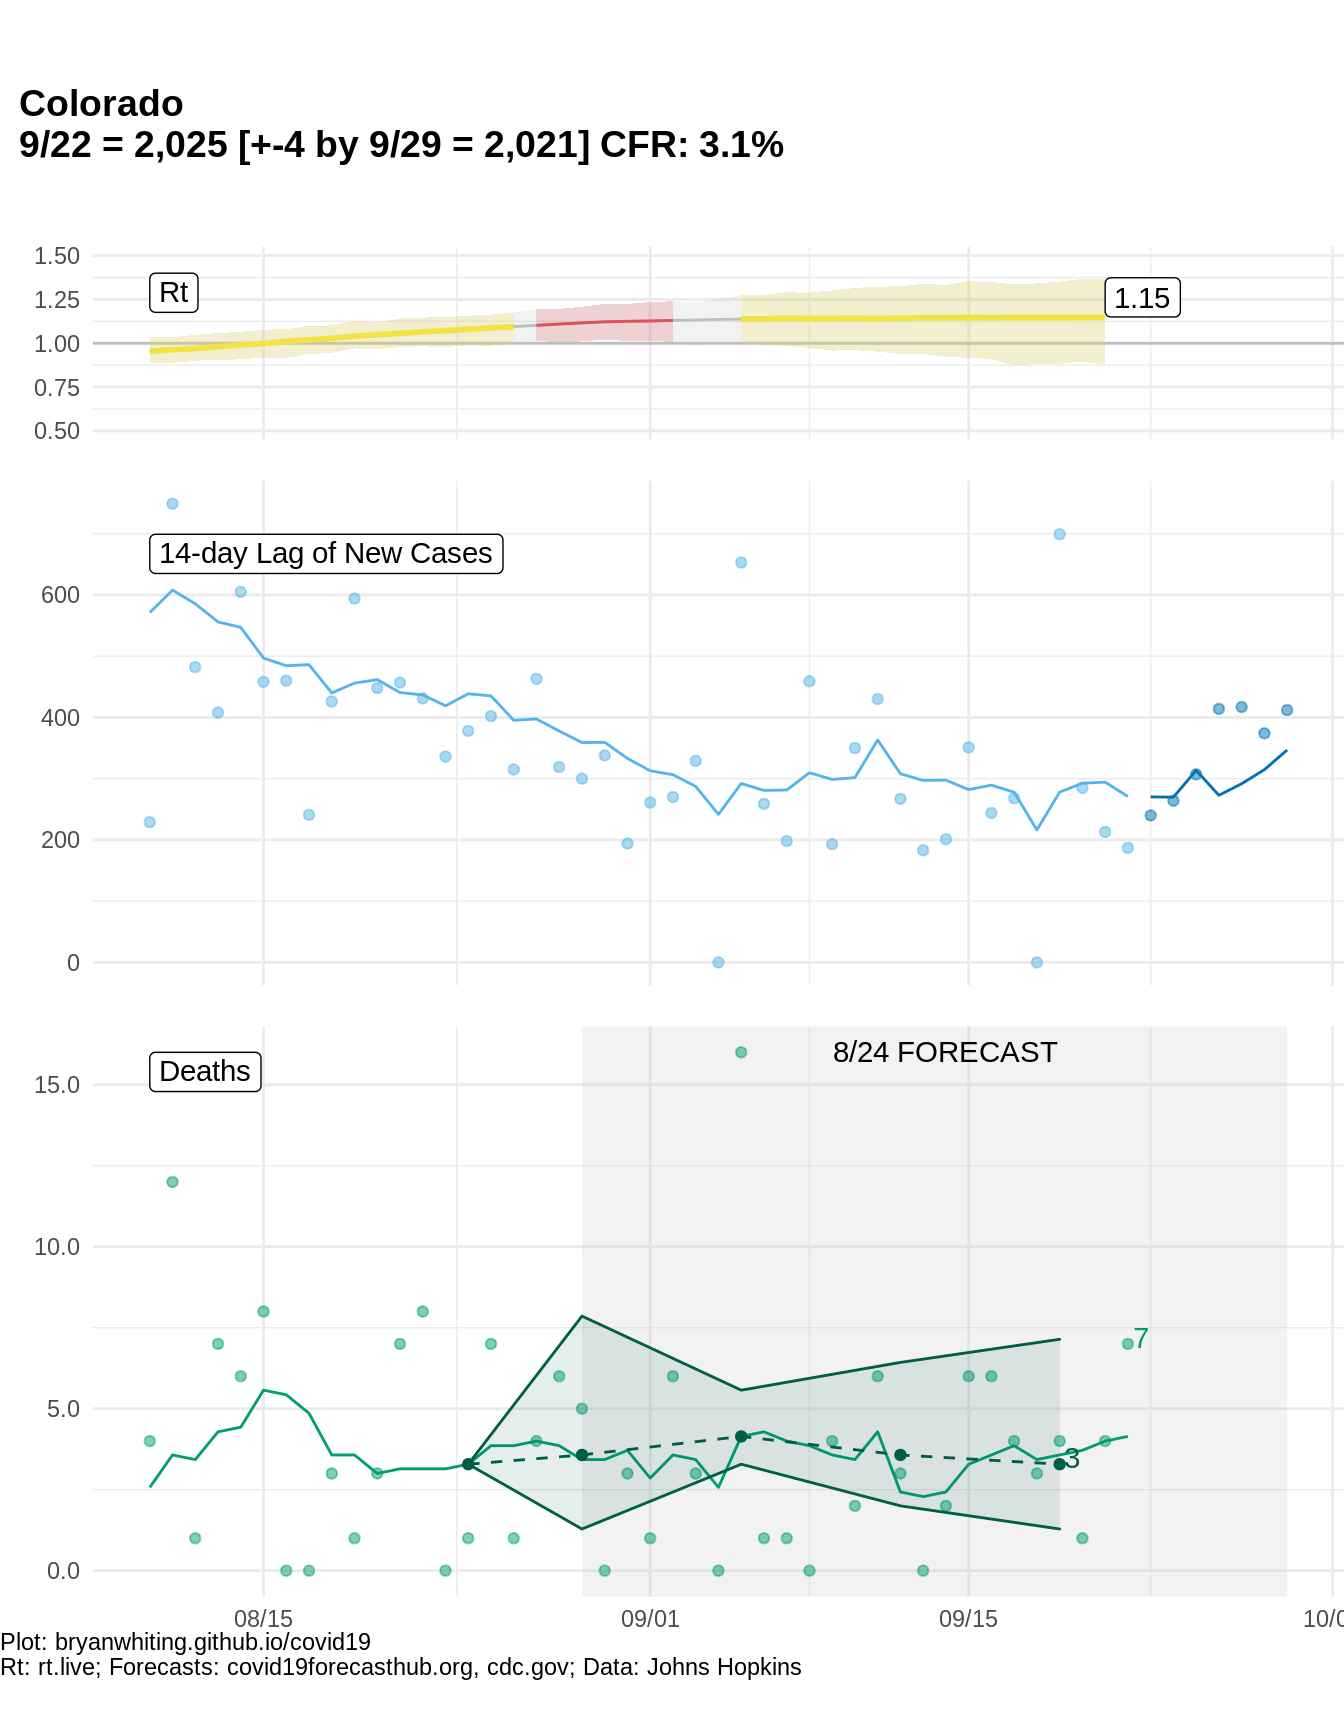 Colorado
9/22 = 2,025 [+-4 by 9/29 = 2,021] CFR: 3.1%
1.50
Rt
1.25
1.15
1.00
0.75
0.50
14-day Lag of New Cases
600
400
200
0
8/24 FORECAST
Deaths
15.0
10.0
7
5.0
3
0.0
08/15 09/01 09/15 10/0
Plot: bryanwhiting.github.io/covid19
Rt: rt.live; Forecasts: covid19forecasthub.org, cdc.gov; Data: Johns Hopkins